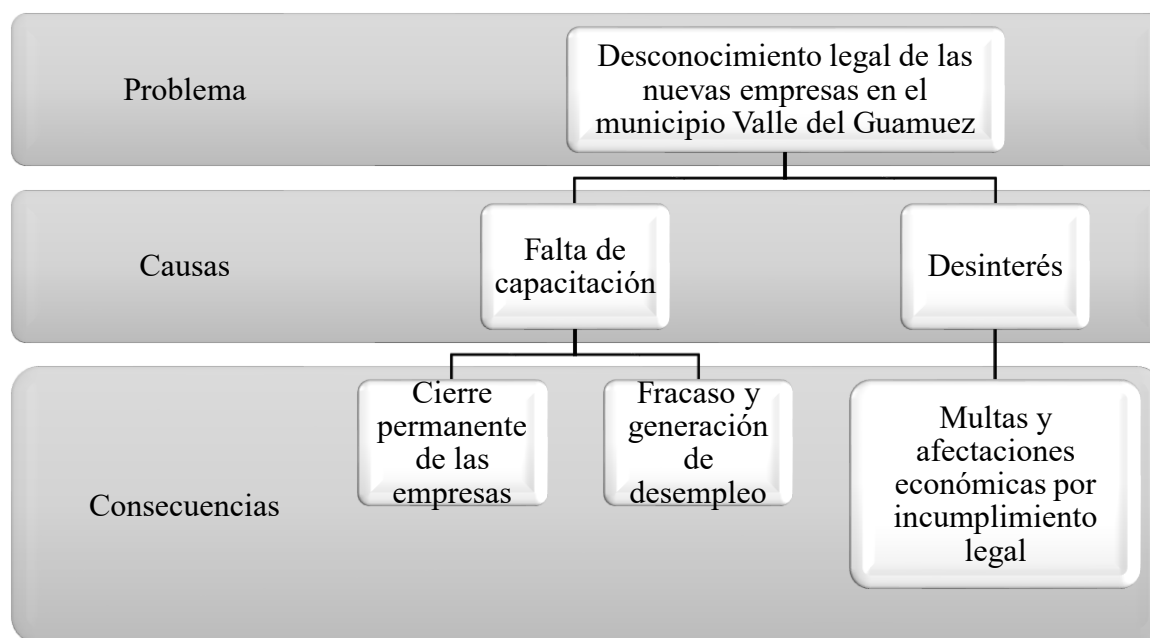 Problema
Desconocimiento legal de las
nuevas empresas en el
municipio Valle del Guamuez
Causas
Falta de
capacitación
Desinterés
Consecuencias
Cierre
permanente
de las
empresas
Fracaso y
generación
de
desempleo
Multas y
afectaciones
económicas por
incumplimiento
legal